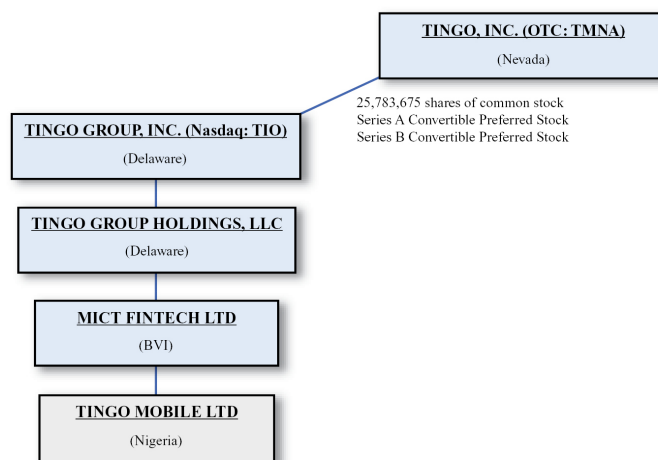 TINGO, INC. (OTC: TMNA)
(Nevada)
25,783,675 shares of common stock
Series A Convertible Preferred Stock
Series B Convertible Preferred Stock
TINGO GROUP, INC. (Nasdaq: TIO)
(Delaware)
TINGO GROUP HOLDINGS, LLC
(Delaware)
MICT FINTECH LTD
(BVI)
TINGO MOBILE LTD
(Nigeria)